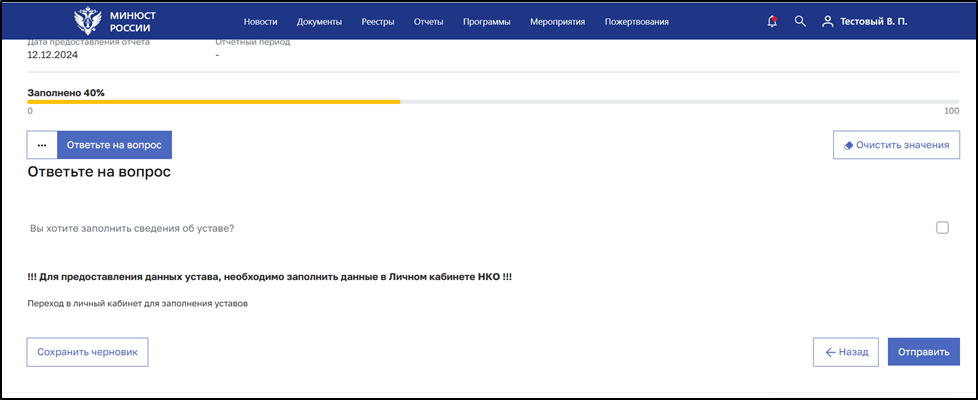 МИНЮСТ
РОССИИ
Новости Документы Реестры Отчеты Программы Мероприятия Пожертвования
Тестовый В. П.
Дата предоставления отчета Отчетный период
12.12.2024 -
Заполнено 40%
0 100
... Ответьте на вопрос Очистить значения
Ответьте на вопрос
Вы хотите заполнить сведения об уставе?
!!! Для предоставления данных устава, необходимо заполнить данные в Личном кабинете НКО !!!
Переход в личный кабинет для заполнения уставов
Сохранить черновик Назад Отправить